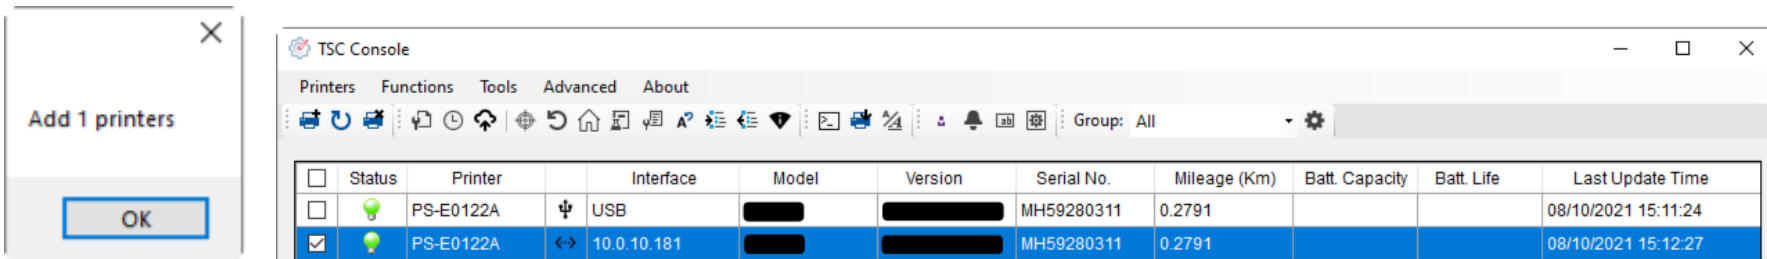 Add 1 printers
OK
TSC Console
Printers Functions Tools Advanced About
Group: All
Status Printer Interface Model Version Serial No. Mileage (Km) Batt. Capacity Batt. Life Last Update Time
PS-E0122A USB MH59280311 0.2791 08/10/2021 15:11:24
PS-E0122A 10.0.10.181 MH59280311 0.2791 08/10/2021 15:12:27